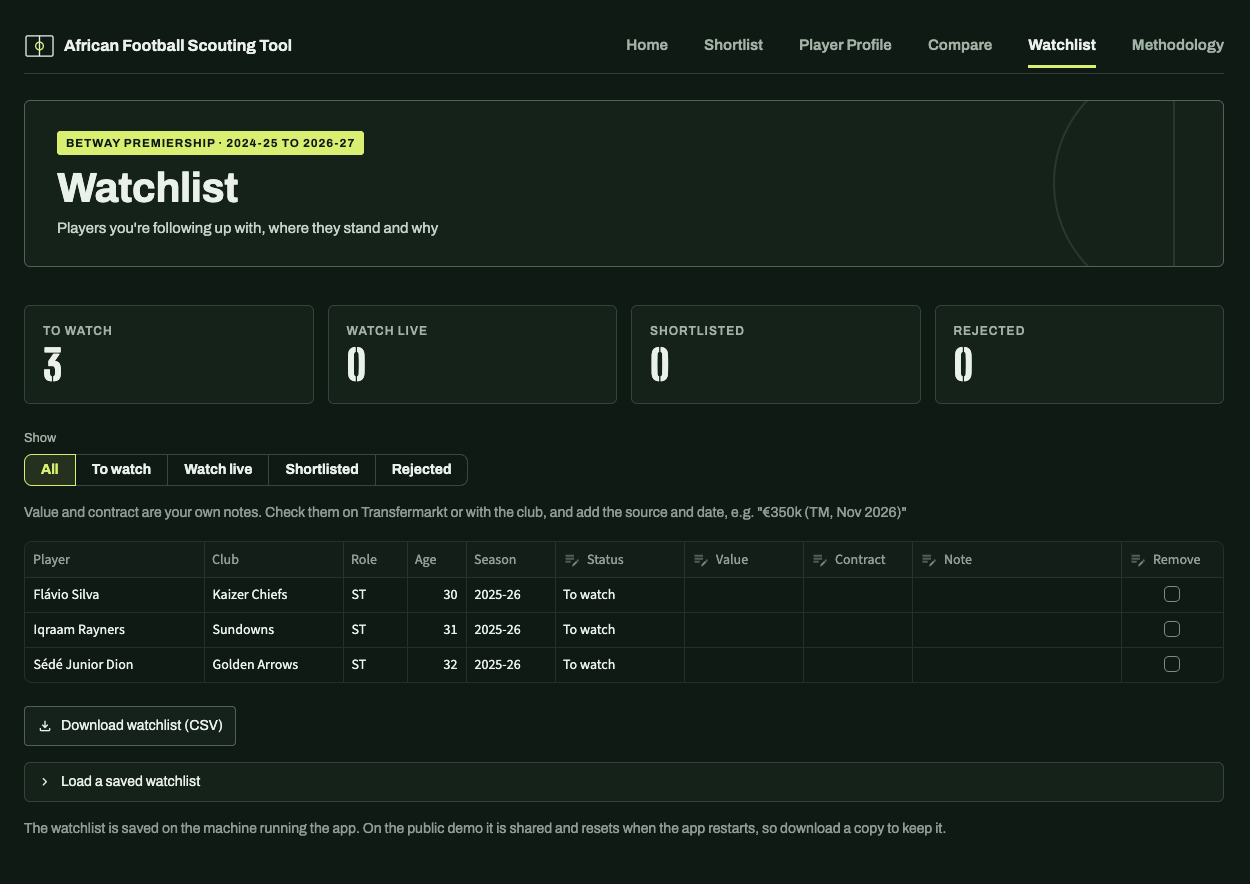 African Football Scouting Tool
Home Shortlist Player Profile Compare Watchlist Methodology
BETWAY PREMIERSHIP · 2024-25 TO 2026-27
Watchlist
Players you're following up with, where they stand and why
TO WATCH WATCH LIVE SHORTLISTED REJECTED
3 0 0 0
Show
All To watch Watch live Shortlisted Rejected
Value and contract are your own notes. Check them on Transfermarkt or with the club, and add the source and date, e.g. "€350k (TM, Nov 2026)"
Player Club Role Age Season Status Value Contract Note Remove
Flávio Silva Kaizer Chiefs ST 30 2025-26 To watch
Iqraam Rayners Sundowns ST 31 2025-26 To watch
Sédé Junior Dion Golden Arrows ST 32 2025-26 To watch
Download watchlist (CSV)
Load a saved watchlist
The watchlist is saved on the machine running the app. On the public demo it is shared and resets when the app restarts, so download a copy to keep it.